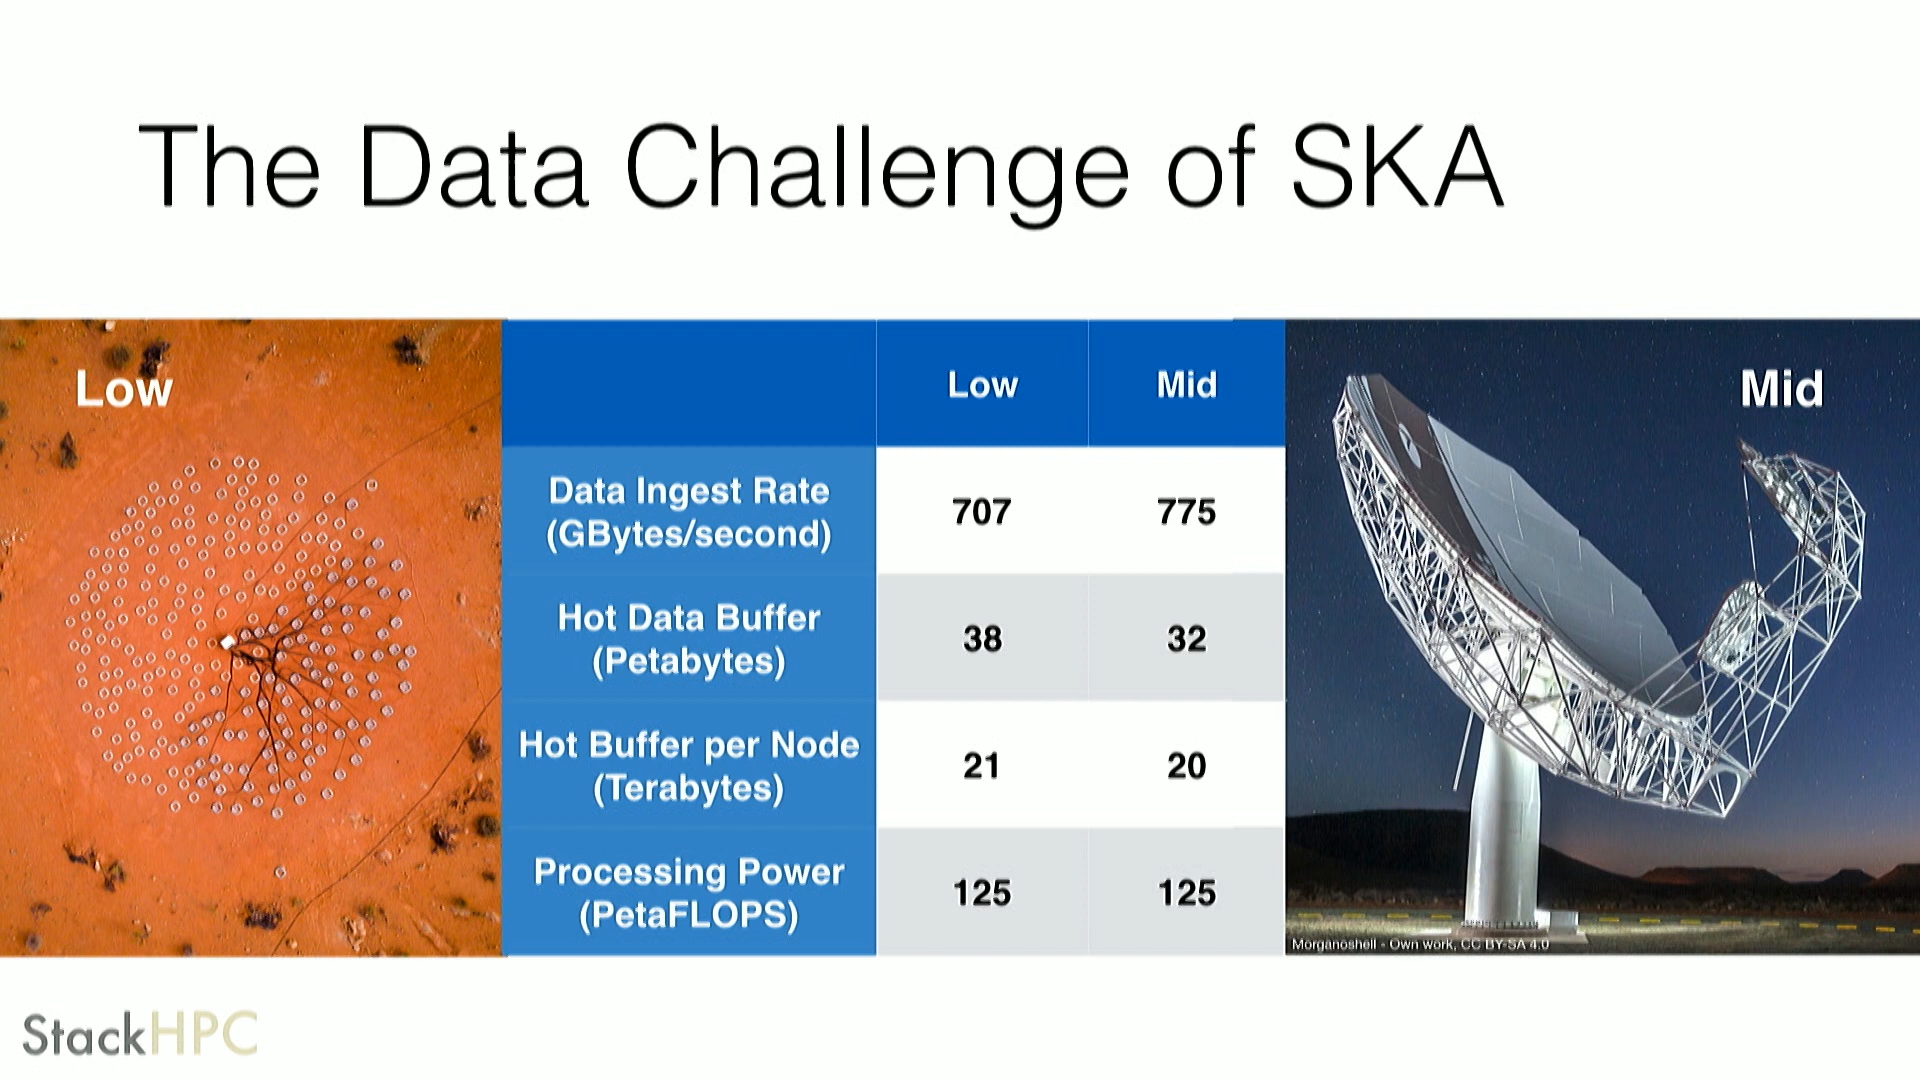 The Data Challenge of SKA
Low
Low
Mid
Mid
Data Ingest Rate
(GBytes/second)
707
775
Hot Data Buffer
(Petabytes)
38
32
Hot Buffer per Node
(Terabytes)
21
20
Processing Power
(PetaFLOPS)
125
125
Morganoshell - Own work, CC BY-SA 4.0
StackHPC